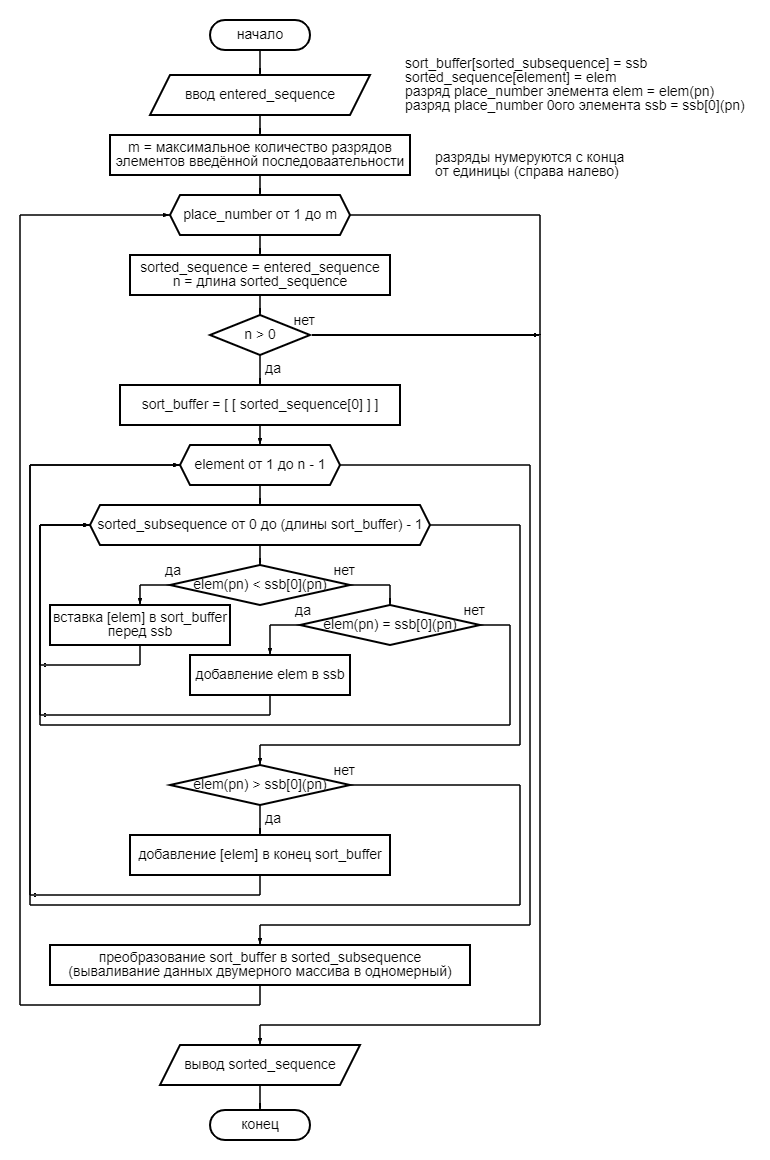 начало
ввод entered_sequence
sort_buffer[sorted_subsequence] = ssb
sorted_sequence[element] = elem
разряд place_number элемента elem = elem(pn)
разряд place_number 0ого элемента ssb = ssb[0](pn)
m = максимальное количество разрядов
элементов введённой последоваательности
разряды нумеруются с конца
от единицы (справа налево)
place_number от 1 до m
sorted_sequence = entered_sequence
n = длина sorted_sequence
n > 0
нет
да
sort_buffer = [ [ sorted_sequence[0] ] ]
element от 1 до n - 1
sorted_subsequence от 0 до (длины sort_buffer) - 1
да
elem(pn) < ssb[0](pn)
нет
вставка [elem] в sort_buffer
перед ssb
да
elem(pn) = ssb[0](pn)
нет
добавление elem в ssb
elem(pn) > ssb[0](pn)
нет
да
добавление [elem] в конец sort_buffer
преобразование sort_buffer в sorted_subsequence
(вываливание данных двумерного массива в одномерный)
вывод sorted_sequence
конец